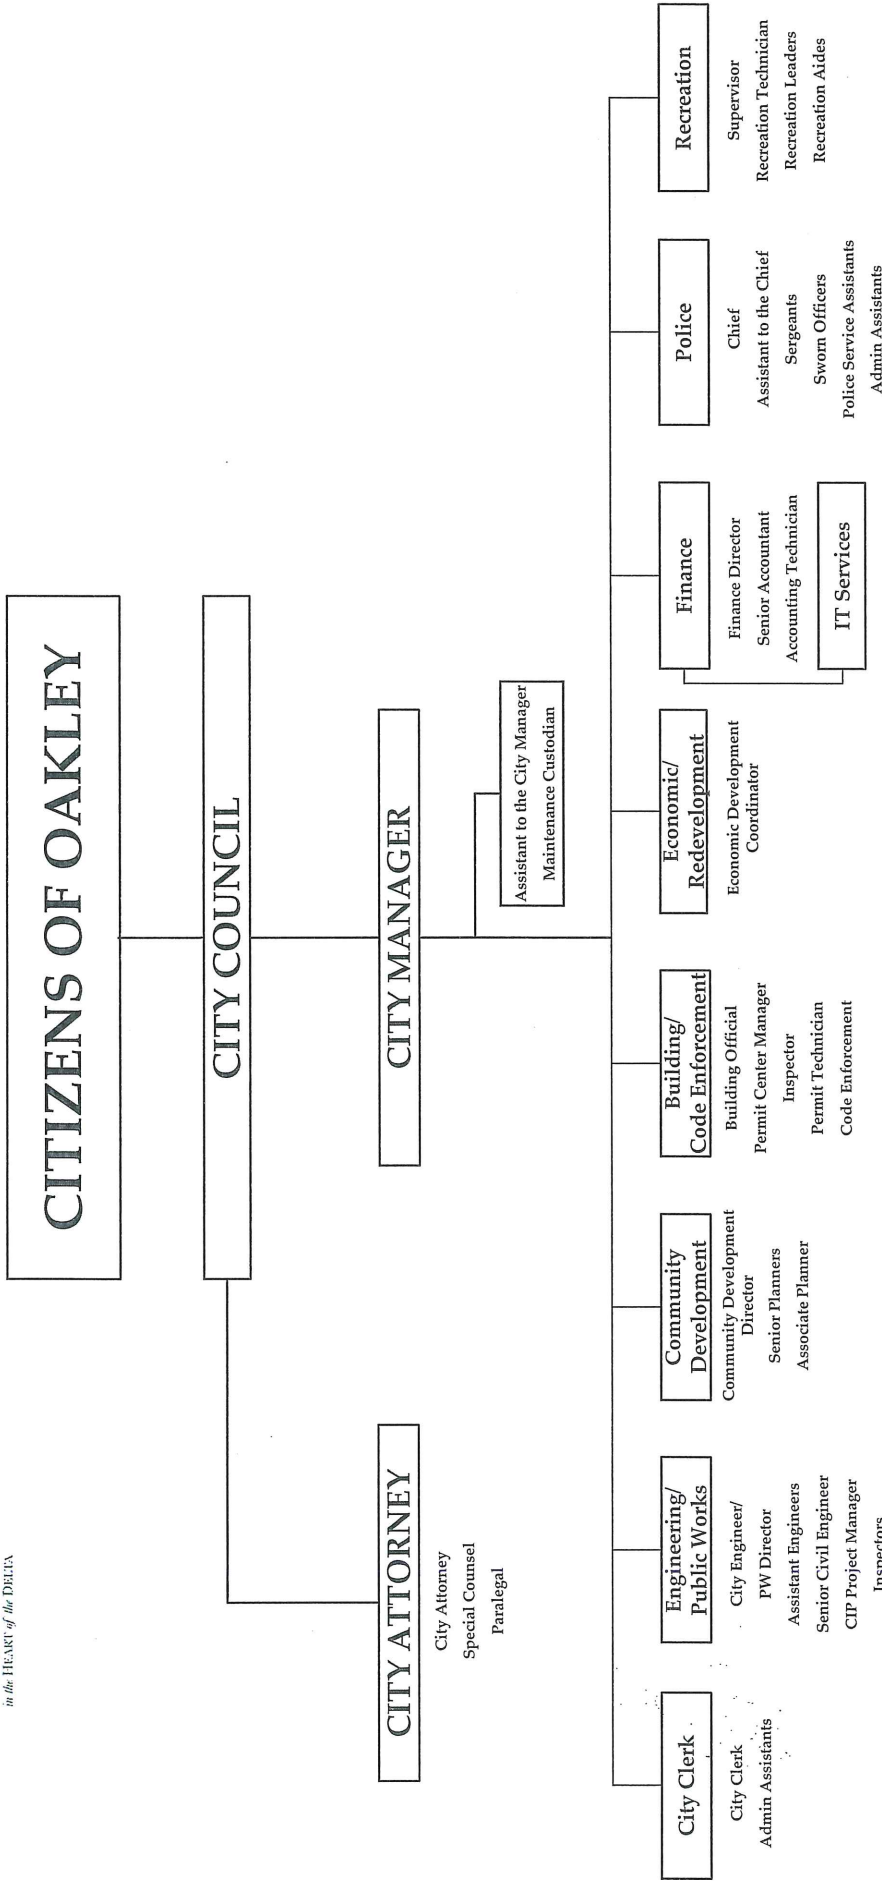 in the HEART of the DELTA
CITIZENS OF OAKLEY
CITY COUNCIL
CITY ATTORNEY
City Attorney
Special Counsel
Paralegal
CITY MANAGER
Assistant to the City Manager
Maintenance Custodian
City Clerk
City Clerk
Admin Assistants
Engineering/
Public Works
City Engineer/
PW Director
Assistant Engineers
Senior Civil Engineer
CIP Project Manager
Inspectors
Community
Development
Community Development
Director
Senior Planners
Associate Planner
Building/
Code Enforcement
Building Official
Permit Center Manager
Inspector
Permit Technician
Code Enforcement
Economic/
Redevelopment
Economic Development
Coordinator
Finance
Finance Director
Senior Accountant
Accounting Technician
IT Services
Police
Chief
Assistant to the Chief
Sergeants
Sworn Officers
Police Service Assistants
Admin Assistants
Recreation
Supervisor
Recreation Technician
Recreation Leaders
Recreation Aides